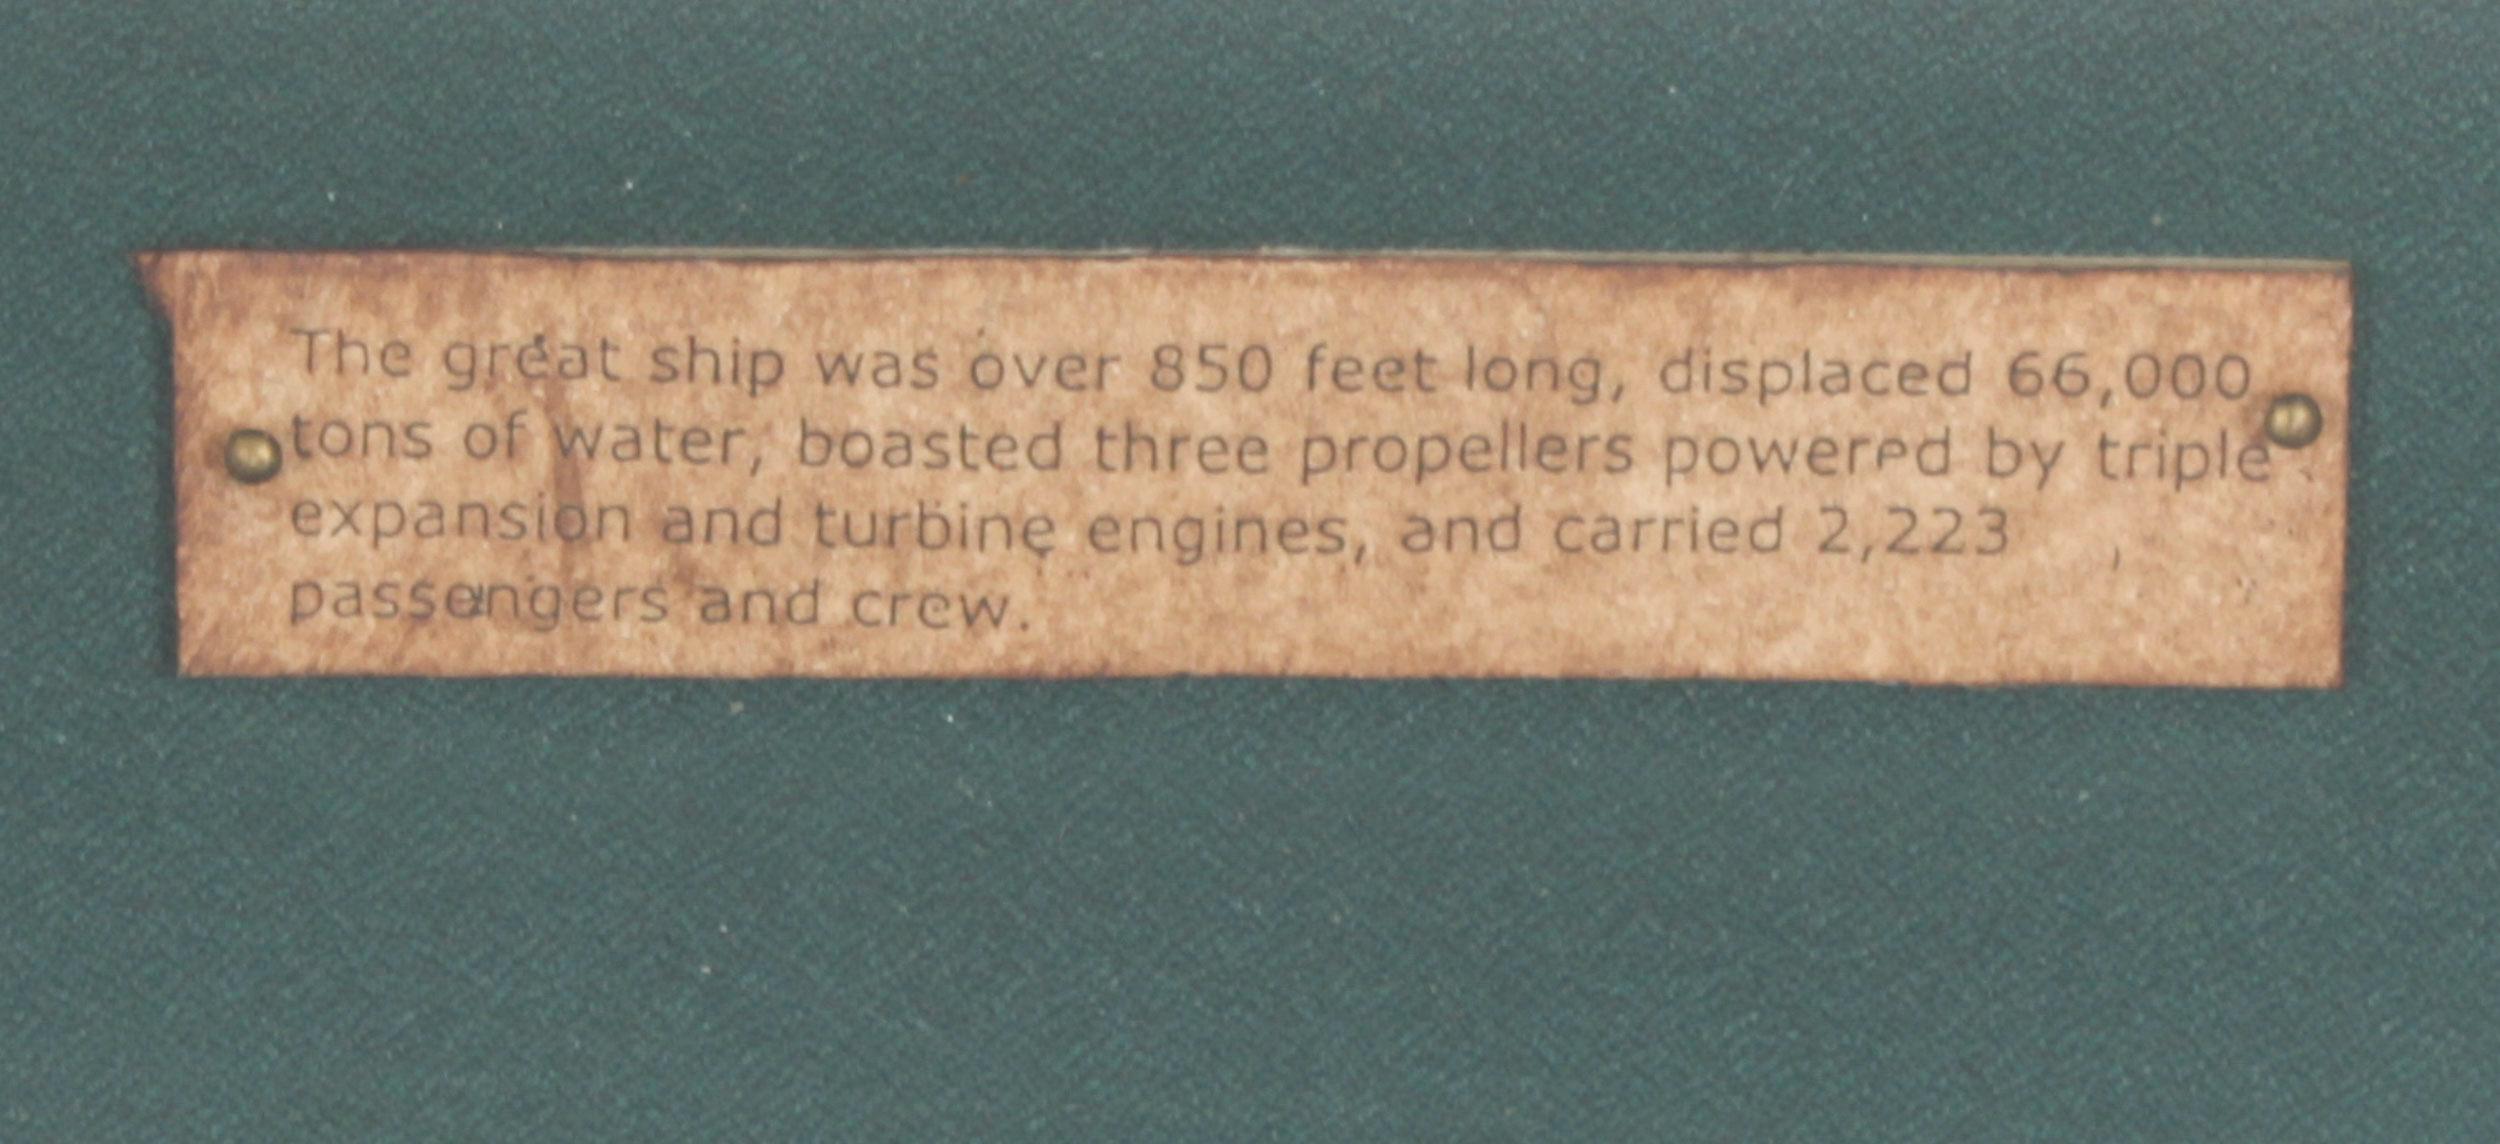 The great ship was over 850 feet long, displaced 66,000
tons of water, boasted three propellers powered by triple
expansion and turbine engines, and carried 2,223
passengers and crew.